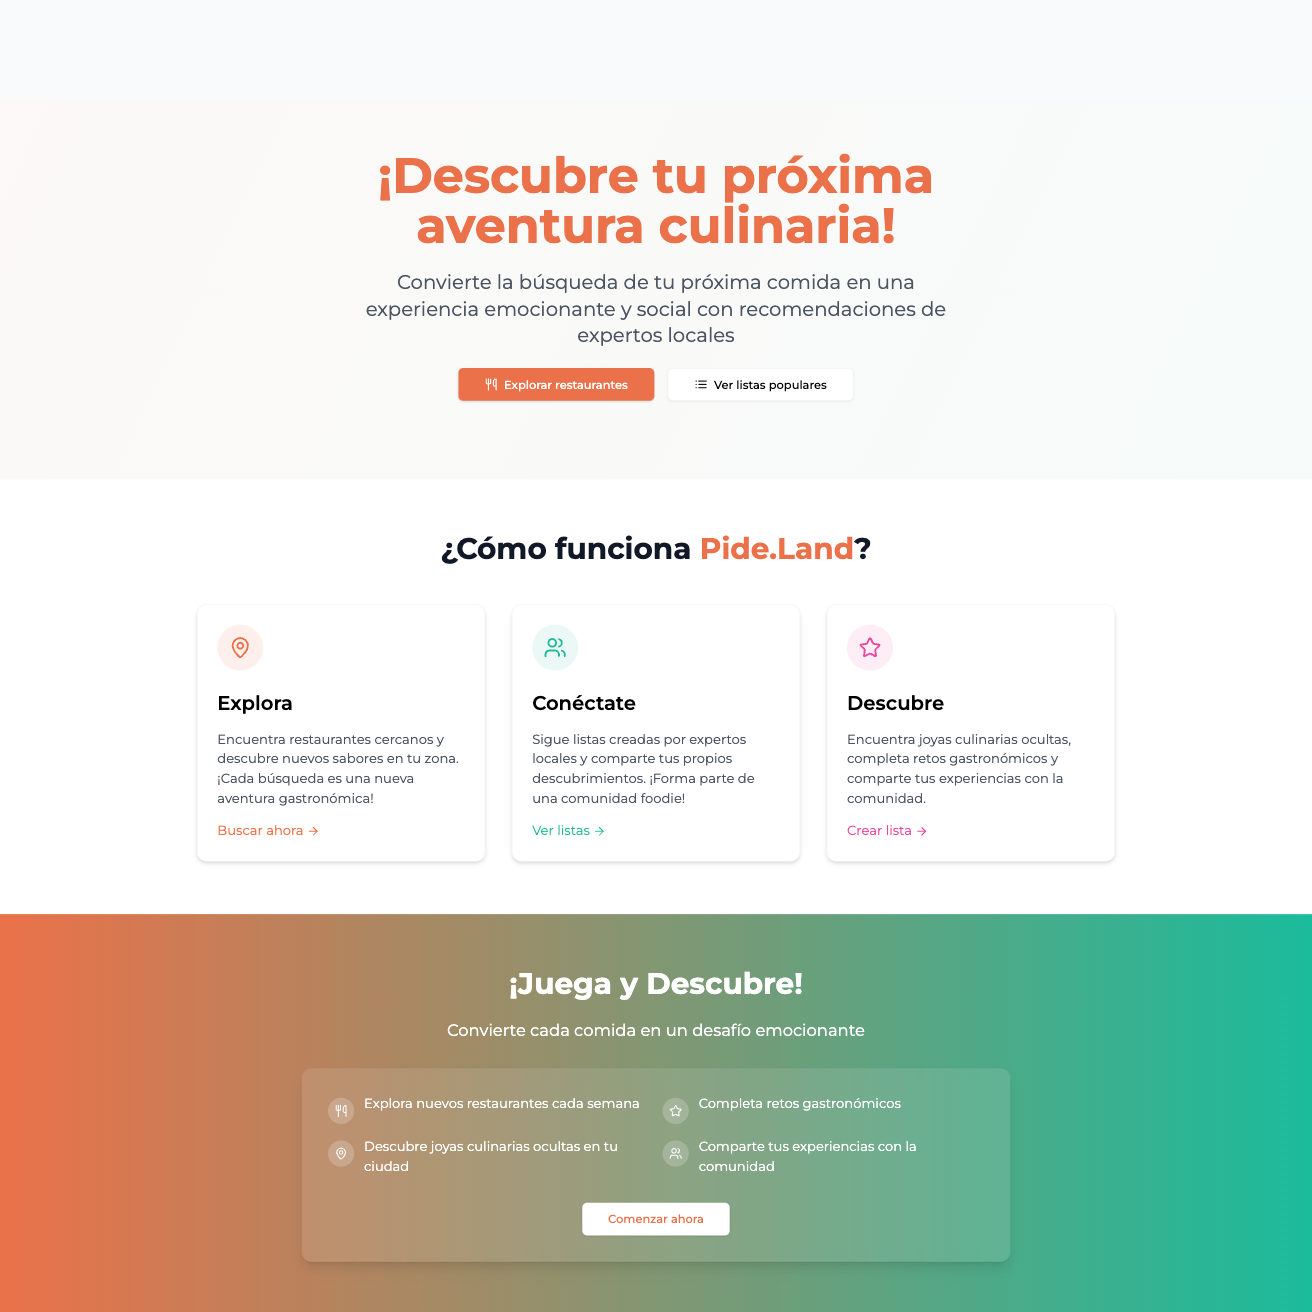 ¡Descubre tu próxima
aventura culinaria!
Convierte la búsqueda de tu próxima comida en una
experiencia emocionante y social con recomendaciones de
expertos locales
Explorar restaurantes
Ver listas populares
¿Cómo funciona Pide.Land?
Explora
Encuentra restaurantes cercanos y
descubre nuevos sabores en tu zona.
¡Cada búsqueda es una nueva
aventura gastronómica!
Buscar ahora →
Conéctate
Sigue listas creadas por expertos
locales y comparte tus propios
descubrimientos. ¡Forma parte de
una comunidad foodie!
Ver listas →
Descubre
Encuentra joyas culinarias ocultas,
completa retos gastronómicos y
comparte tus experiencias con la
comunidad.
Crear lista →
¡Juega y Descubre!
Convierte cada comida en un desafío emocionante
Explora nuevos restaurantes cada semana
Completa retos gastronómicos
Descubre joyas culinarias ocultas en tu
ciudad
Comparte tus experiencias con la
comunidad
Comenzar ahora